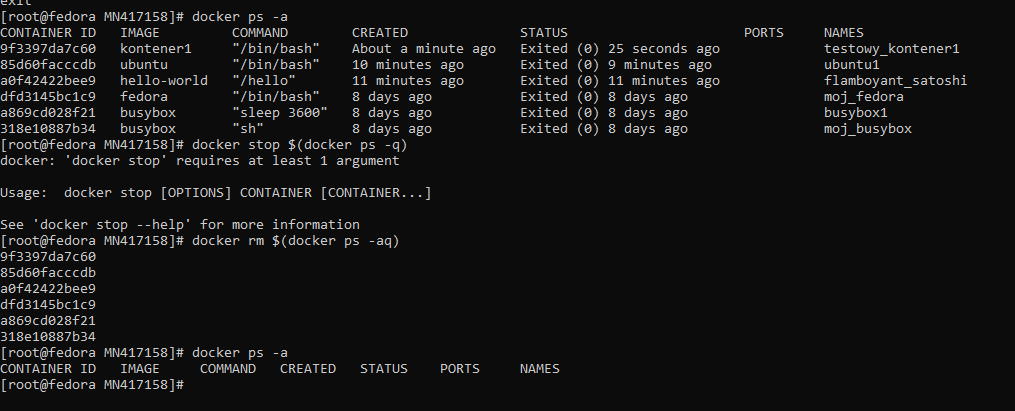 exit
[root@fedora MN417158]# docker ps -a
CONTAINER ID   IMAGE         COMMAND        CREATED              STATUS                      PORTS     NAMES
9f3397da7c60   kontener1     "/bin/bash"    About a minute ago   Exited (0) 25 seconds ago             testowy_kontener1
85d60facccdb   ubuntu        "/bin/bash"    10 minutes ago       Exited (0) 9 minutes ago              ubuntu1
a0f42422bee9   hello-world   "/hello"       11 minutes ago       Exited (0) 11 minutes ago             flamboyant_satoshi
dfd3145bc1c9   fedora        "/bin/bash"    8 days ago           Exited (0) 8 days ago                 moj_fedora
a869cd028f21   busybox       "sleep 3600"   8 days ago           Exited (0) 8 days ago                 busybox1
318e10887b34   busybox       "sh"           8 days ago           Exited (0) 8 days ago                 moj_busybox
[root@fedora MN417158]# docker stop $(docker ps -q)
docker: 'docker stop' requires at least 1 argument

Usage:  docker stop [OPTIONS] CONTAINER [CONTAINER...]

See 'docker stop --help' for more information
[root@fedora MN417158]# docker rm $(docker ps -aq)
9f3397da7c60
85d60facccdb
a0f42422bee9
dfd3145bc1c9
a869cd028f21
318e10887b34
[root@fedora MN417158]# docker ps -a
CONTAINER ID   IMAGE     COMMAND   CREATED   STATUS    PORTS     NAMES
[root@fedora MN417158]#